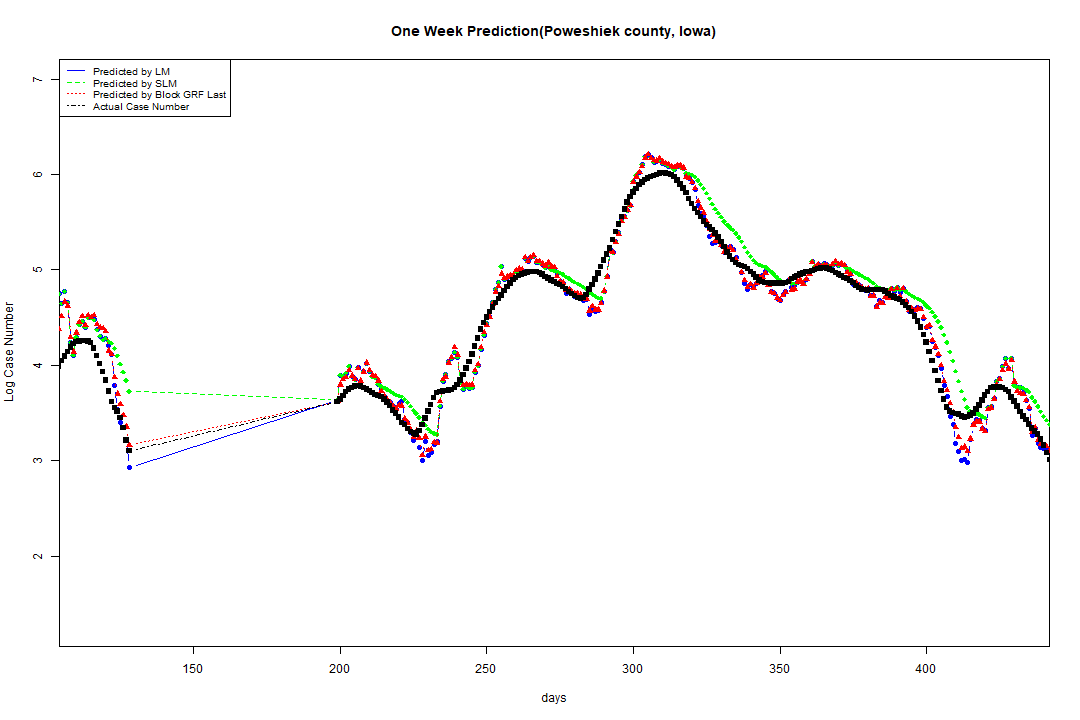 One Week Prediction(Poweshiek county, Iowa)
Predicted by LM
Predicted by SLM
Predicted by Block GRF Last
Actual Case Number
7
6
5
4
3
2
Log Case Number
150 200 250 300 350 400
days